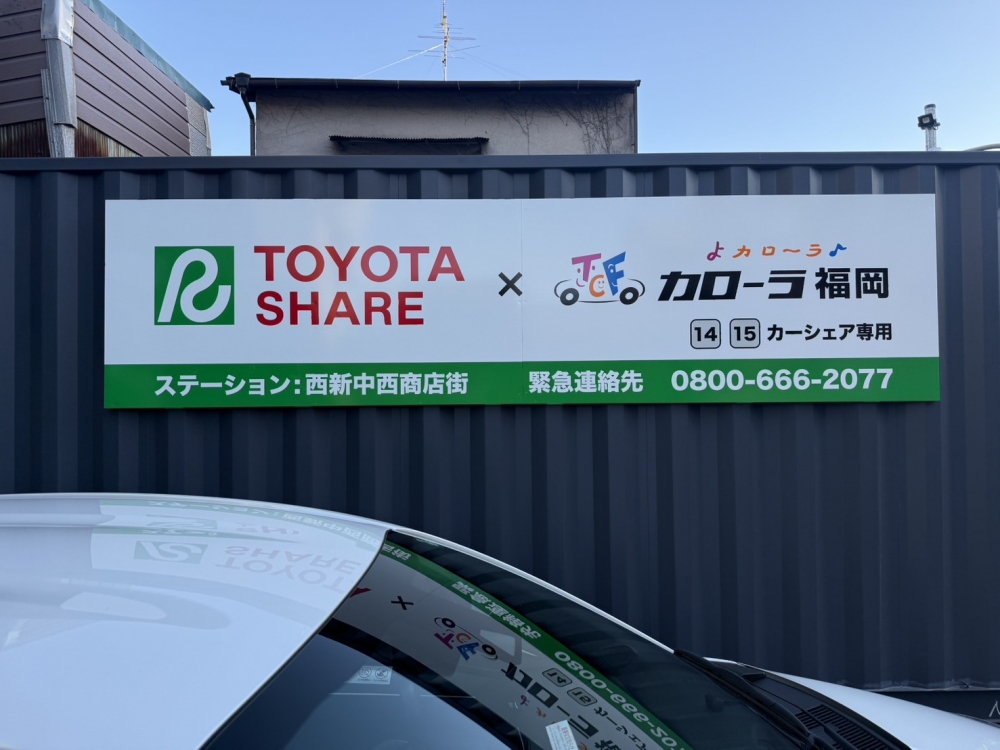 TOYOTA
SHARE
×
TCF
カロ〜ラ
カローラ福岡
14 15 カーシェア専用
ステーション:西新中西商店街
緊急連絡先 0800-666-2077